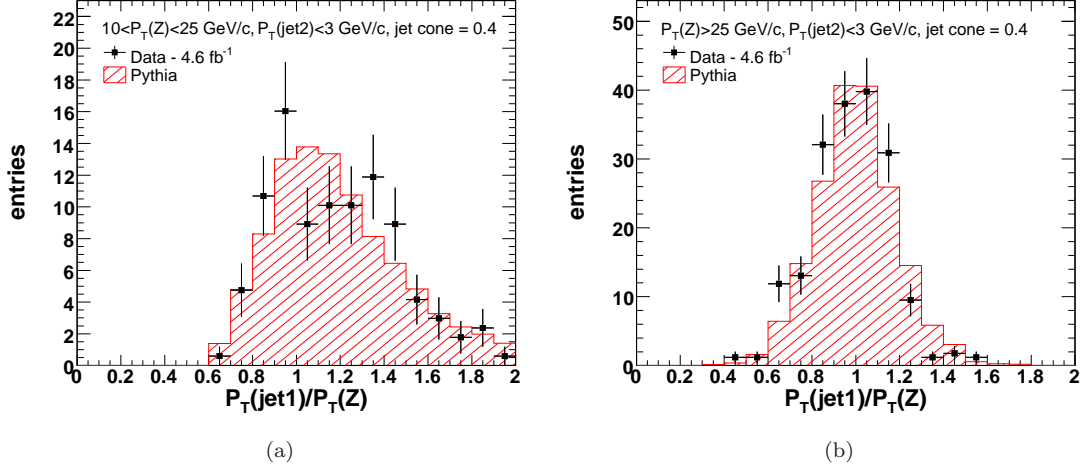 10<P_T(Z)<25 GeV/c, P_T(jet2)<3 GeV/c, jet cone = 0.4
Data - 4.6 fb⁻¹
Pythia
entries
22
20
18
16
14
12
10
8
6
4
2
0
0 0.2 0.4 0.6 0.8 1 1.2 1.4 1.6 1.8 2
P_T(jet1)/P_T(Z)
(a)
P_T(Z)>25 GeV/c, P_T(jet2)<3 GeV/c, jet cone = 0.4
Data - 4.6 fb⁻¹
Pythia
entries
50
40
30
20
10
0
0 0.2 0.4 0.6 0.8 1 1.2 1.4 1.6 1.8 2
P_T(jet1)/P_T(Z)
(b)